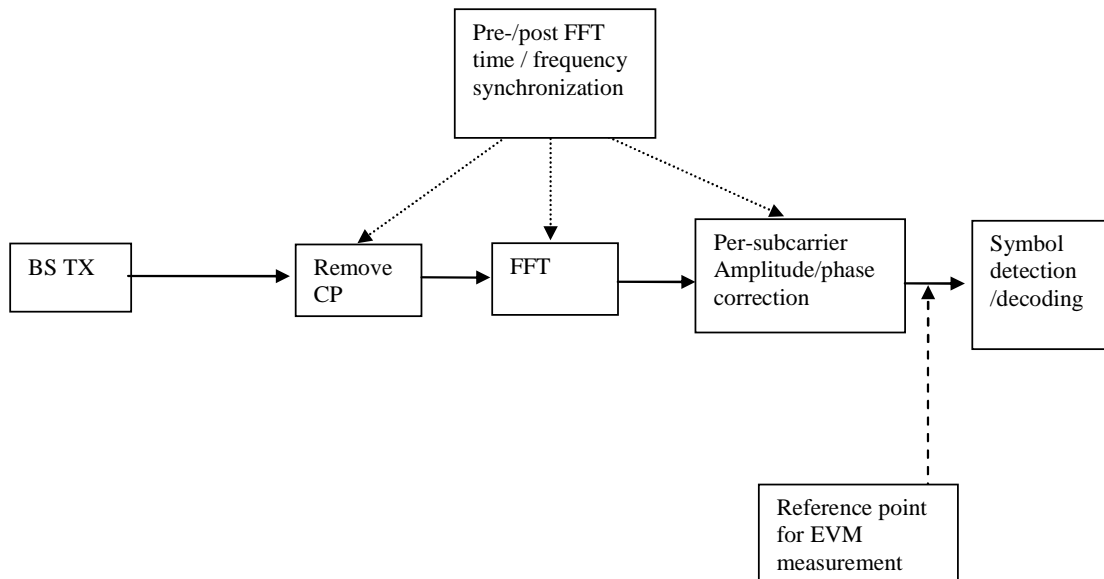 Pre-/post FFT
time / frequency
synchronization
BS TX
Remove
CP
FFT
Per-subcarrier
Amplitude/phase
correction
Symbol
detection
/decoding
Reference point
for EVM
measurement